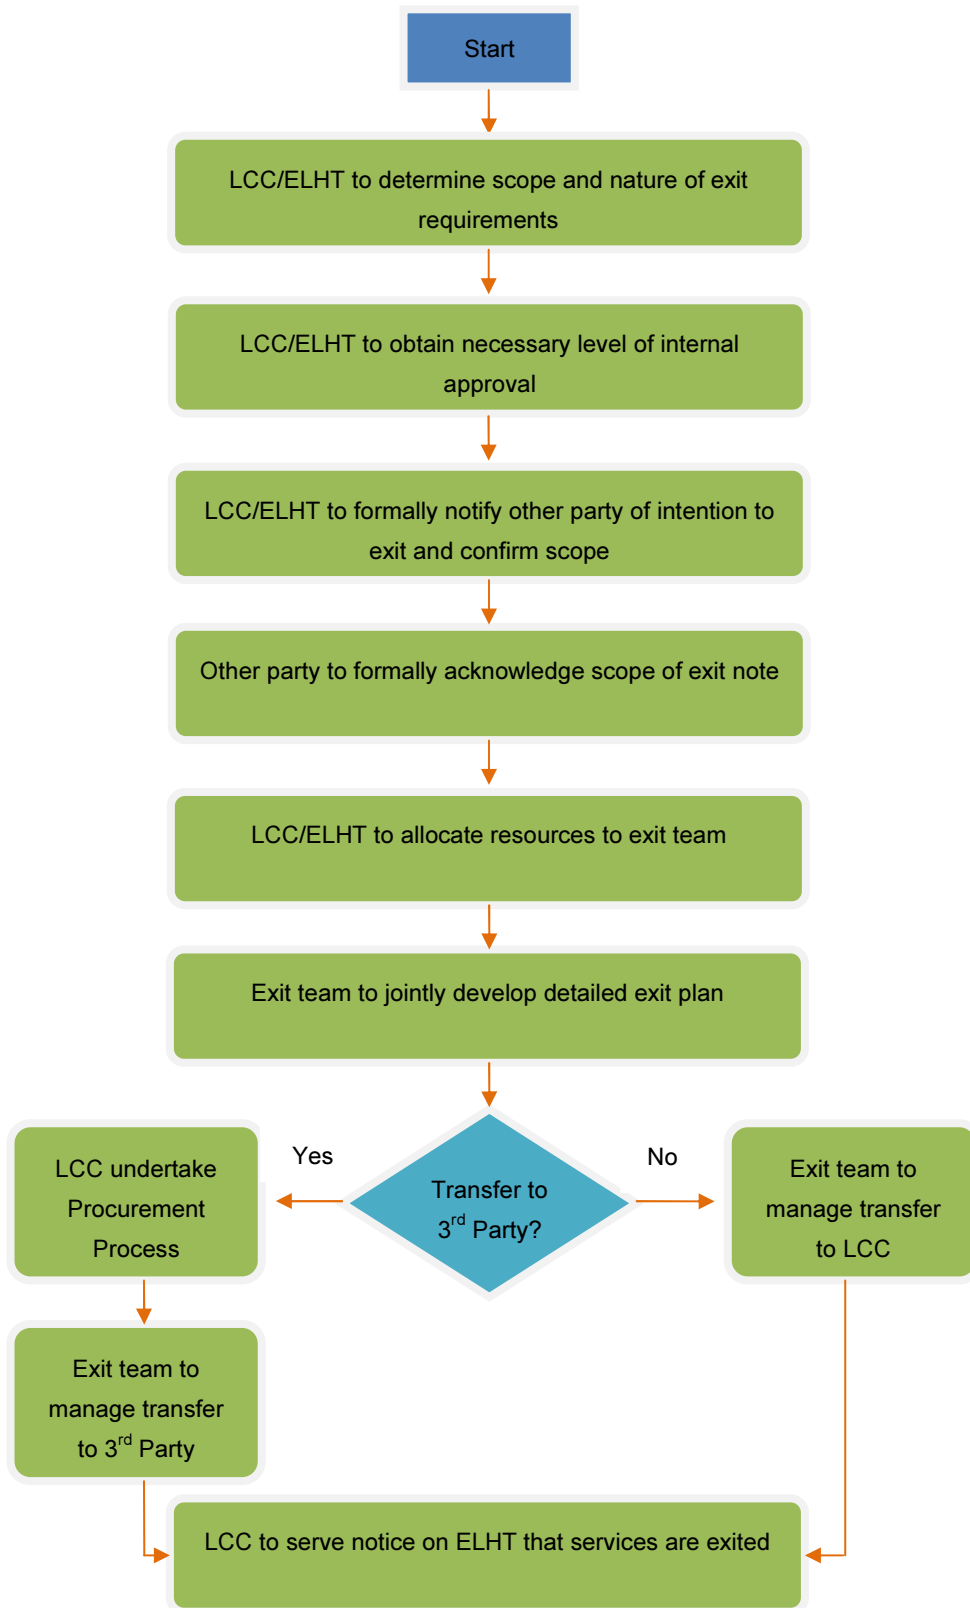 Start
LCC/ELHT to determine scope and nature of exit
requirements
LCC/ELHT to obtain necessary level of internal
approval
LCC/ELHT to formally notify other party of intention to
exit and confirm scope
Other party to formally acknowledge scope of exit note
LCC/ELHT to allocate resources to exit team
Exit team to jointly develop detailed exit plan
LCC undertake
Procurement
Process
Yes
Transfer to
3rd Party?
No
Exit team to
manage transfer
to LCC
Exit team to
manage transfer
to 3rd Party
LCC to serve notice on ELHT that services are exited